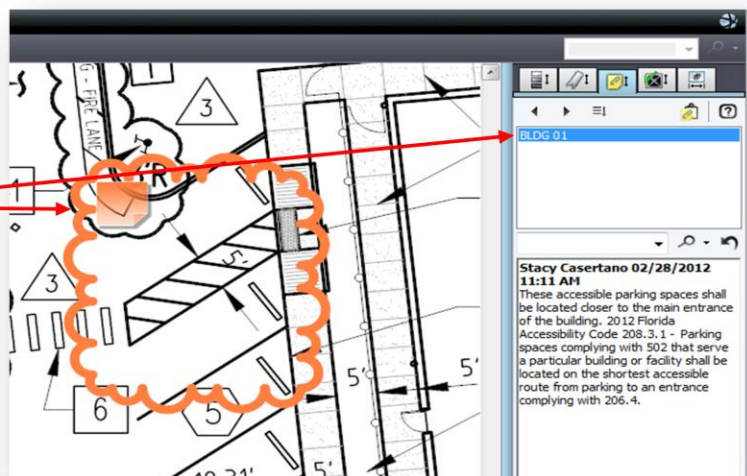 G - FIRE LANE
1
3
'R
4
3
5'
6
5
5'
5'
5'
BLDG 01
Stacy Casertano 02/28/2012
11:11 AM
These accessible parking spaces shall
be located closer to the main entrance
of the building. 2012 Florida
Accessibility Code 208.3.1 - Parking
spaces complying with 502 that serve
a particular building or facility shall be
located on the shortest accessible
route from parking to an entrance
complying with 206.4.